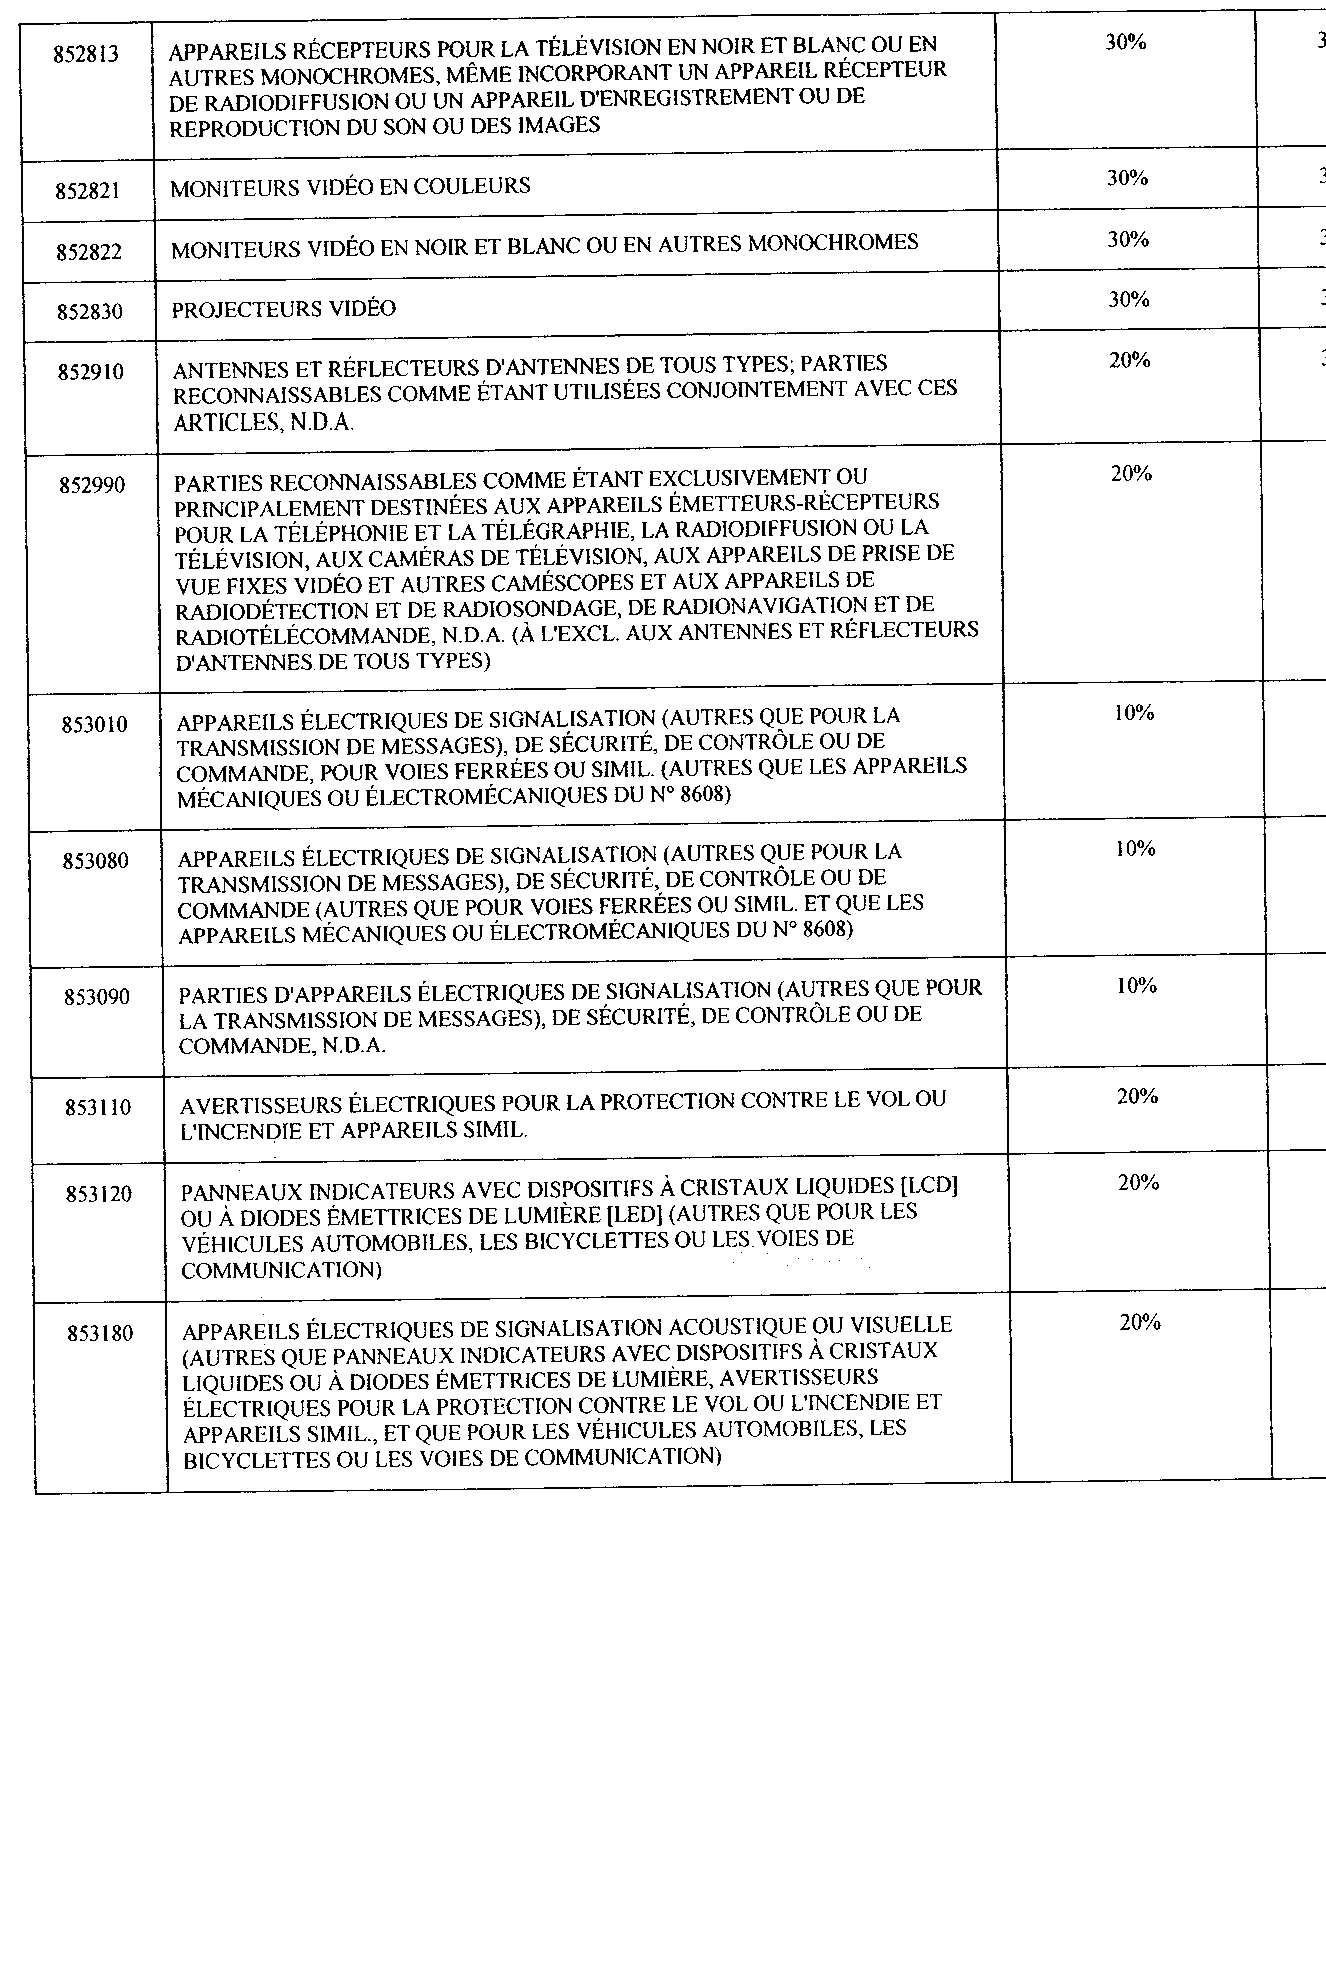 852813 APPAREILS RÉCEPTEURS POUR LA TÉLÉVISION EN NOIR ET BLANC OU EN 30% 3
AUTRES MONOCHROMES, MÊME INCORPORANT UN APPAREIL RÉCEPTEUR
DE RADIODIFFUSION OU UN APPAREIL D'ENREGISTREMENT OU DE
REPRODUCTION DU SON OU DES IMAGES
852821 MONITEURS VIDÉO EN COULEURS 30% 3
852822 MONITEURS VIDÉO EN NOIR ET BLANC OU EN AUTRES MONOCHROMES 30% 3
852830 PROJECTEURS VIDÉO 30% 3
852910 ANTENNES ET RÉFLECTEURS D'ANTENNES DE TOUS TYPES; PARTIES 20% 3
RECONNAISSABLES COMME ÉTANT UTILISÉES CONJOINTEMENT AVEC CES
ARTICLES, N.D.A.
852990 PARTIES RECONNAISSABLES COMME ÉTANT EXCLUSIVEMENT OU 20%
PRINCIPALEMENT DESTINÉES AUX APPAREILS ÉMETTEURS-RÉCEPTEURS
POUR LA TÉLÉPHONIE ET LA TÉLÉGRAPHIE, LA RADIODIFFUSION OU LA
TÉLÉVISION, AUX CAMÉRAS DE TÉLÉVISION, AUX APPAREILS DE PRISE DE
VUE FIXES VIDÉO ET AUTRES CAMÉSCOPES ET AUX APPAREILS DE
RADIODÉTECTION ET DE RADIOSONDAGE, DE RADIONAVIGATION ET DE
RADIOTÉLÉCOMMANDE, N.D.A. (À L'EXCL. AUX ANTENNES ET RÉFLECTEURS
D'ANTENNES DE TOUS TYPES)
853010 APPAREILS ÉLECTRIQUES DE SIGNALISATION (AUTRES QUE POUR LA 10%
TRANSMISSION DE MESSAGES), DE SÉCURITÉ, DE CONTRÔLE OU DE
COMMANDE, POUR VOIES FERRÉES OU SIMIL. (AUTRES QUE LES APPAREILS
MÉCANIQUES OU ÉLECTROMÉCANIQUES DU N° 8608)
853080 APPAREILS ÉLECTRIQUES DE SIGNALISATION (AUTRES QUE POUR LA 10%
TRANSMISSION DE MESSAGES), DE SÉCURITÉ, DE CONTRÔLE OU DE
COMMANDE (AUTRES QUE POUR VOIES FERRÉES OU SIMIL. ET QUE LES
APPAREILS MÉCANIQUES OU ÉLECTROMÉCANIQUES DU N° 8608)
853090 PARTIES D'APPAREILS ÉLECTRIQUES DE SIGNALISATION (AUTRES QUE POUR 10%
LA TRANSMISSION DE MESSAGES), DE SÉCURITÉ, DE CONTRÔLE OU DE
COMMANDE, N.D.A.
853110 AVERTISSEURS ÉLECTRIQUES POUR LA PROTECTION CONTRE LE VOL OU 20%
L'INCENDIE ET APPAREILS SIMIL.
853120 PANNEAUX INDICATEURS AVEC DISPOSITIFS À CRISTAUX LIQUIDES [LCD] 20%
OU À DIODES ÉMETTRICES DE LUMIÈRE [LED] (AUTRES QUE POUR LES
VÉHICULES AUTOMOBILES, LES BICYCLETTES OU LES VOIES DE
COMMUNICATION)
853180 APPAREILS ÉLECTRIQUES DE SIGNALISATION ACOUSTIQUE OU VISUELLE 20%
(AUTRES QUE PANNEAUX INDICATEURS AVEC DISPOSITIFS À CRISTAUX
LIQUIDES OU À DIODES ÉMETTRICES DE LUMIÈRE, AVERTISSEURS
ÉLECTRIQUES POUR LA PROTECTION CONTRE LE VOL OU L'INCENDIE ET
APPAREILS SIMIL., ET QUE POUR LES VÉHICULES AUTOMOBILES, LES
BICYCLETTES OU LES VOIES DE COMMUNICATION)